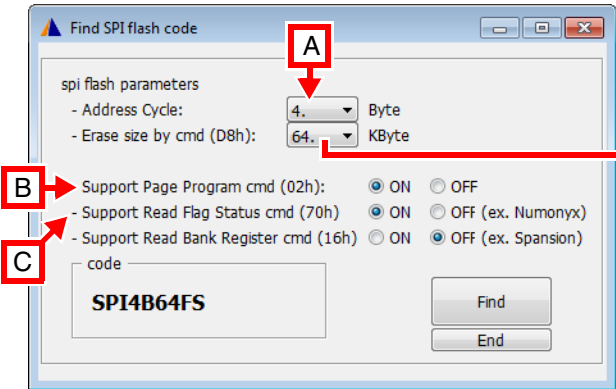 Find SPI flash code
A
spi flash parameters
- Address Cycle: 4. Byte
- Erase size by cmd (D8h): 64. KByte
B
- Support Page Program cmd (02h): ON OFF
- Support Read Flag Status cmd (70h) ON OFF (ex. Numonyx)
- Support Read Bank Register cmd (16h) ON OFF (ex. Spansion)
C
code
SPI4B64FS
Find
End